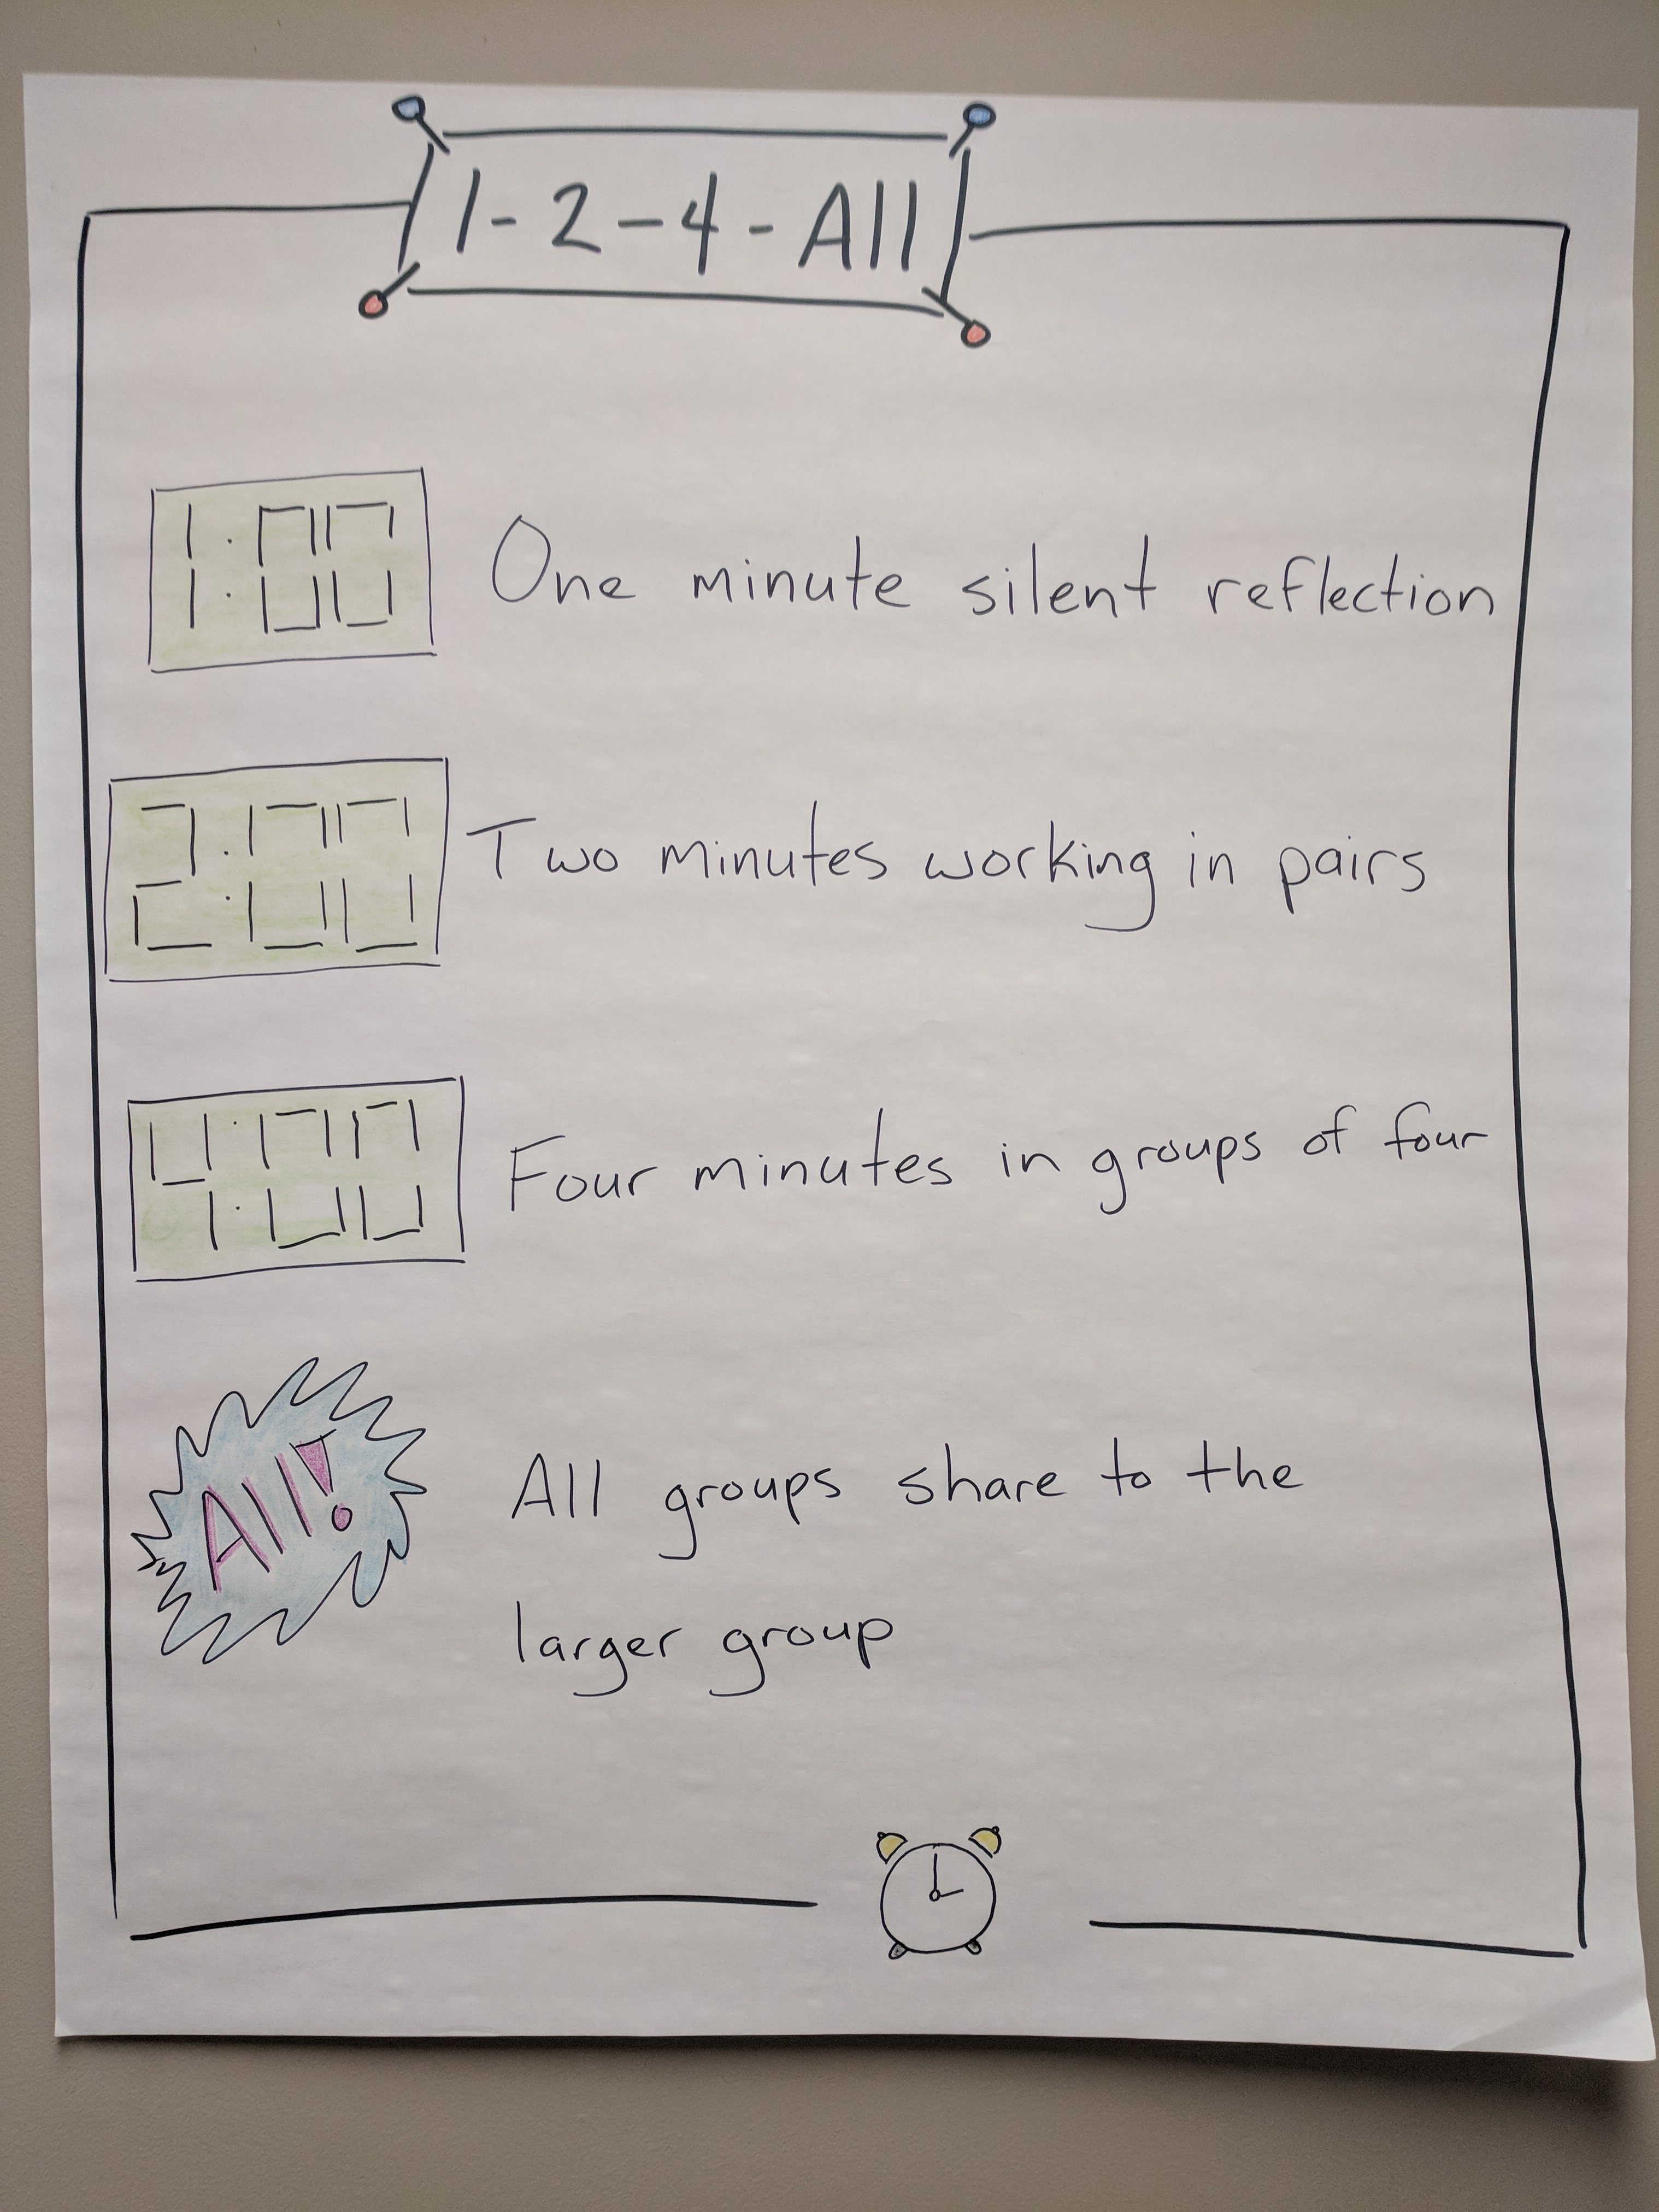 1-2-4-All
1:00 One minute silent reflection
2:00 Two minutes working in pairs
4:00 Four minutes in groups of four
All! All groups share to the
larger group